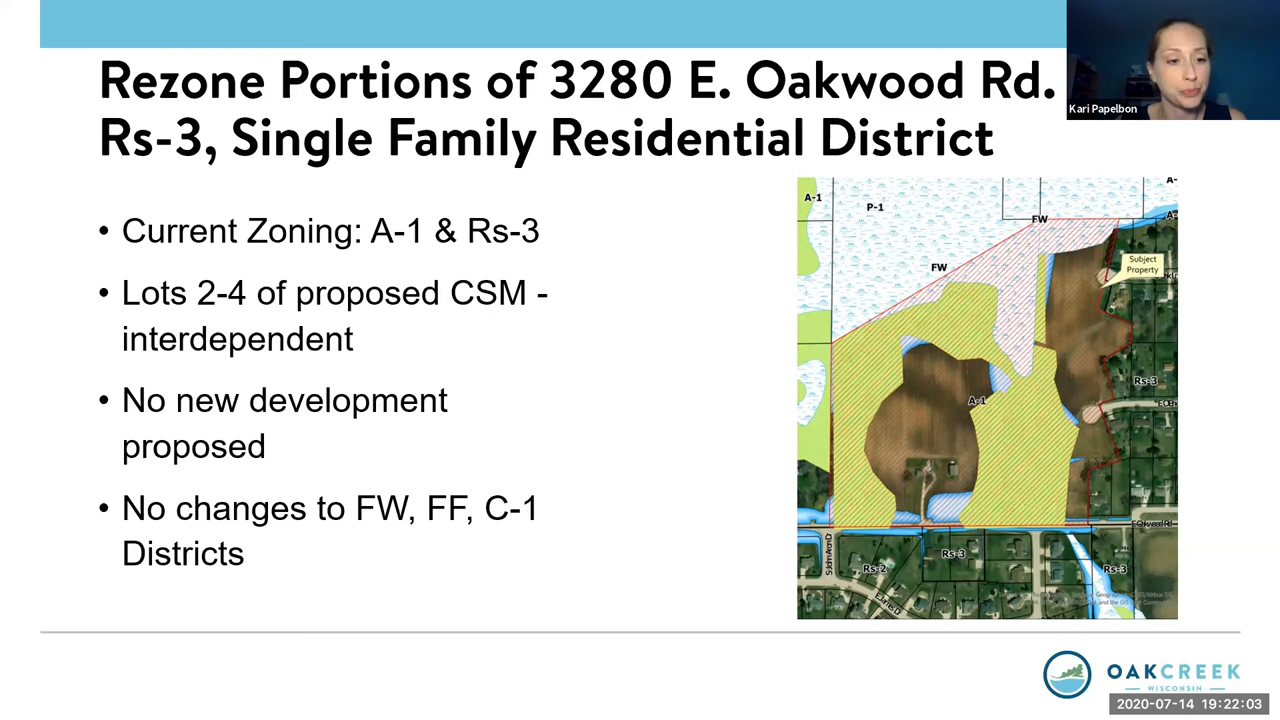 Rezone Portions of 3280 E. Oakwood Rd.
Rs-3, Single Family Residential District
Kari Papelbon
• Current Zoning: A-1 & Rs-3
• Lots 2-4 of proposed CSM -
interdependent
• No new development
proposed
• No changes to FW, FF, C-1
Districts
A-1
P-1
FW
FW
Subject
Property
Rs-3
A-1
Rs-3
Rs-2
Rs-3
OAKCREEK
WISCONSIN
2020-07-14 19:22:03